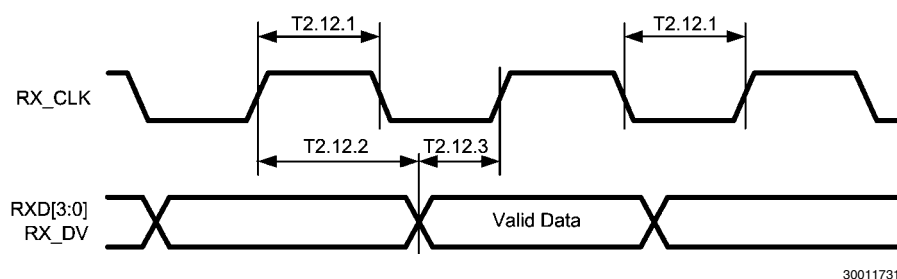 T2.12.1 T2.12.1
RX_CLK
T2.12.2 T2.12.3
RXD[3:0]
RX_DV
Valid Data
30011731